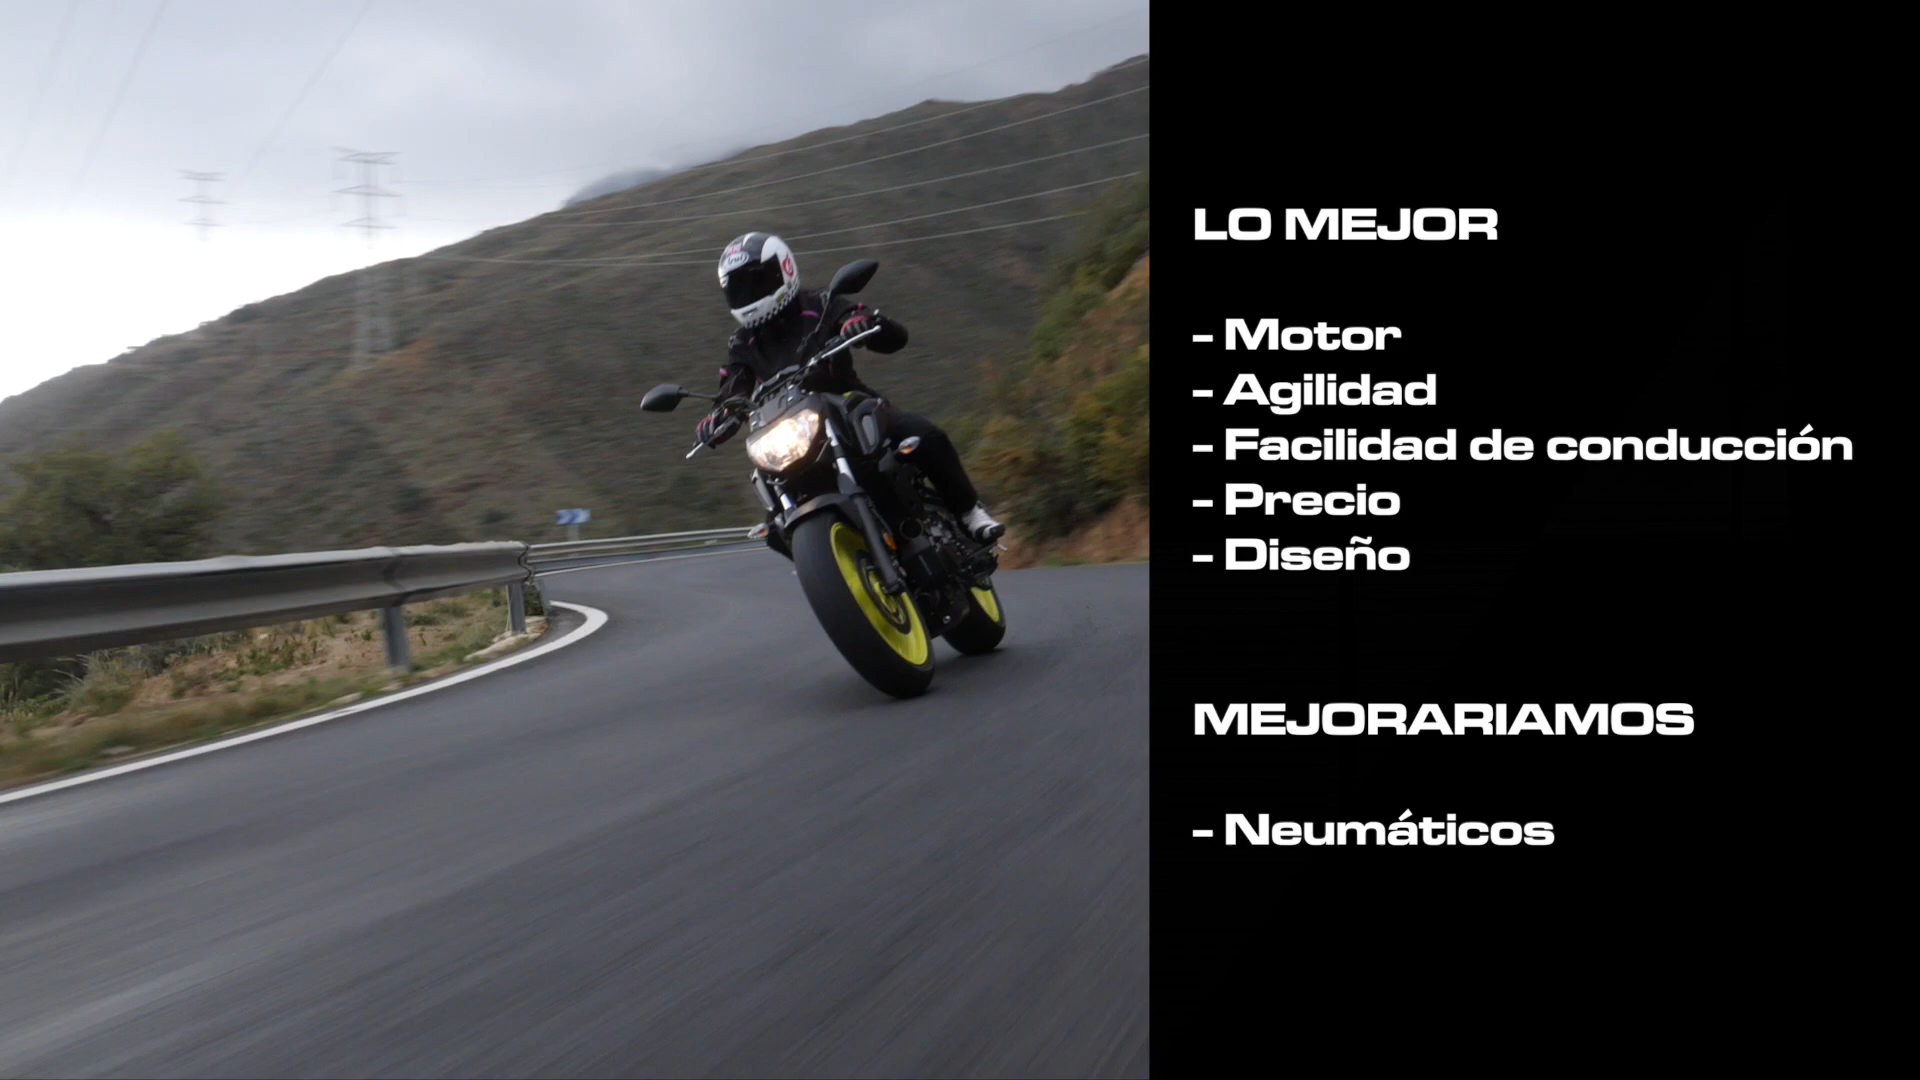 LO MEJOR
- Motor
- Agilidad
- Facilidad de conducción
- Precio
- Diseño
MEJORARIAMOS
- Neumáticos